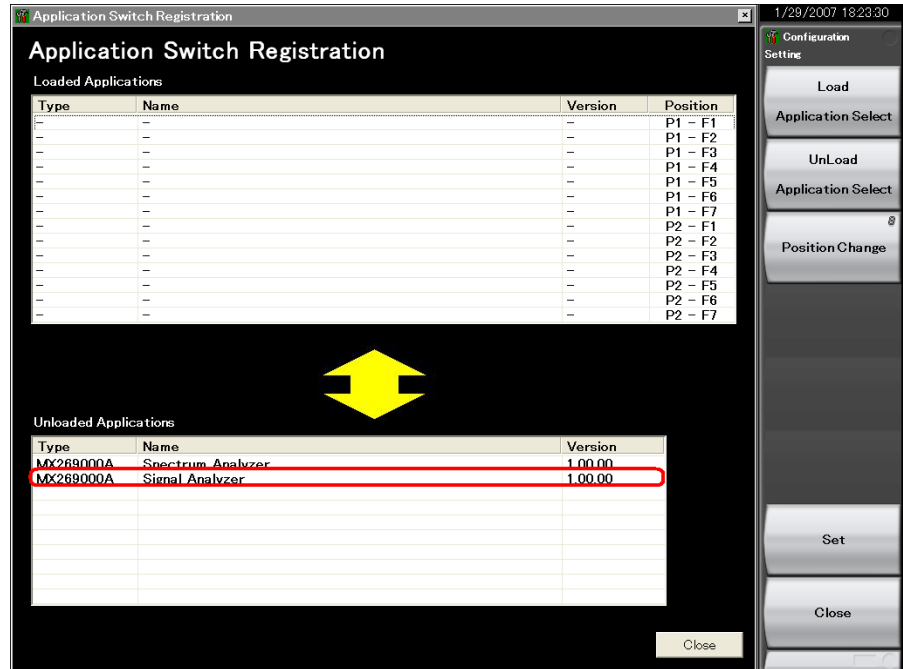 Application Switch Registration
1/29/2007 18:23:30
Application Switch Registration
Loaded Applications
Type Name Version Position
- - - P1 - F1
- - - P1 - F2
- - - P1 - F3
- - - P1 - F4
- - - P1 - F5
- - - P1 - F6
- - - P1 - F7
- - - P2 - F1
- - - P2 - F2
- - - P2 - F3
- - - P2 - F4
- - - P2 - F5
- - - P2 - F6
- - - P2 - F7
Unloaded Applications
Type Name Version
MX269000A Spectrum Analyzer 1.00.00
MX269000A Signal Analyzer 1.00.00
Close
Configuration
Setting
Load
Application Select
UnLoad
Application Select
Position Change
Set
Close